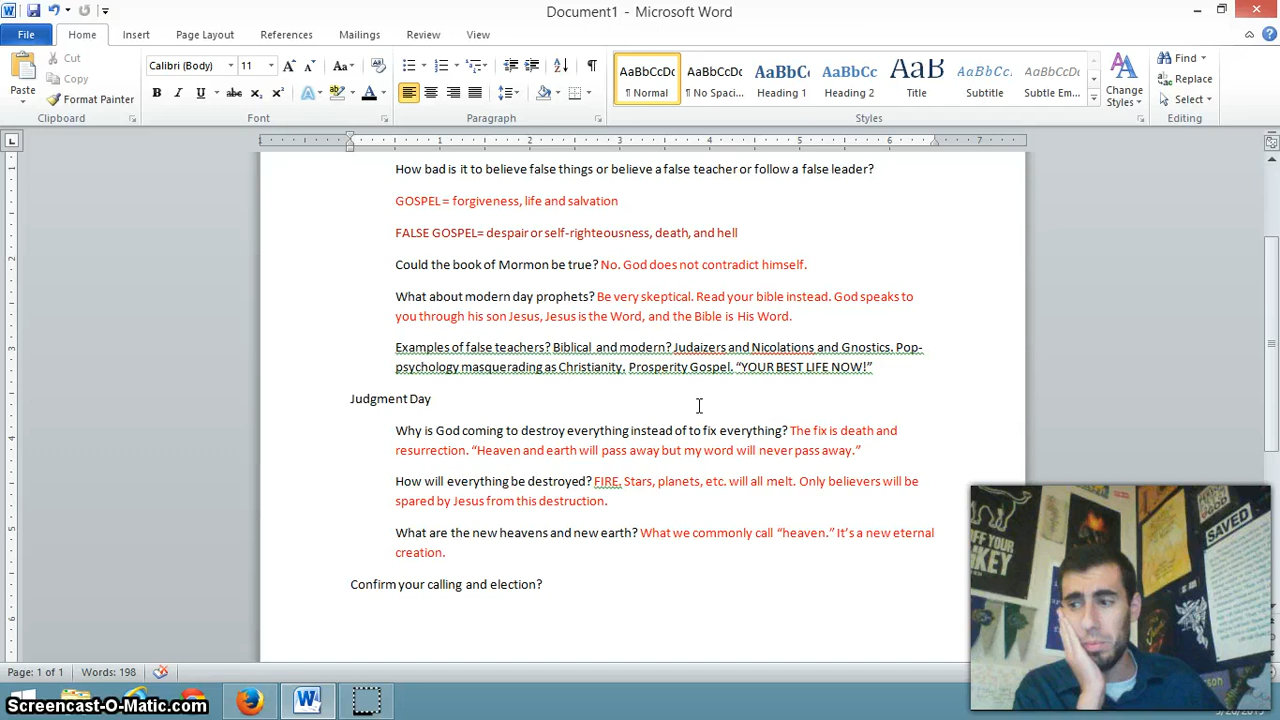 Document1 - Microsoft Word
File Home Insert Page Layout References Mailings Review View
Cut
Copy
Format Painter
Paste
Clipboard
Calibri (Body) 11
Font
Paragraph
AaBbCcDc AaBbCcDc AaBbCc AaBbCc AaB AaBbCcI AaBbCcDc
¶ Normal ¶ No Spaci... Heading 1 Heading 2 Title Subtitle Subtle Em...
Change
Styles
Styles
Find
Replace
Select
Editing
1 1 2 3 4 5 6 7
How bad is it to believe false things or believe a false teacher or follow a false leader?
GOSPEL= forgiveness, life and salvation
FALSE GOSPEL= despair or self-righteousness, death, and hell
Could the book of Mormon be true? No. God does not contradict himself.
What about modern day prophets? Be very skeptical. Read your bible instead. God speaks to
you through his son Jesus, Jesus is the Word, and the Bible is His Word.
Examples of false teachers? Biblical and modern? Judaizers and Nicolations and Gnostics. Pop-
psychology masquerading as Christianity. Prosperity Gospel. “YOUR BEST LIFE NOW!”
Judgment Day
Why is God coming to destroy everything instead of to fix everything? The fix is death and
resurrection. “Heaven and earth will pass away but my word will never pass away.”
How will everything be destroyed? FIRE. Stars, planets, etc. will all melt. Only believers will be
spared by Jesus from this destruction.
What are the new heavens and new earth? What we commonly call “heaven.” It’s a new eternal
creation.
Confirm your calling and election?
SAVED
Page: 1 of 1 Words: 198
Screencast-O-Matic.com